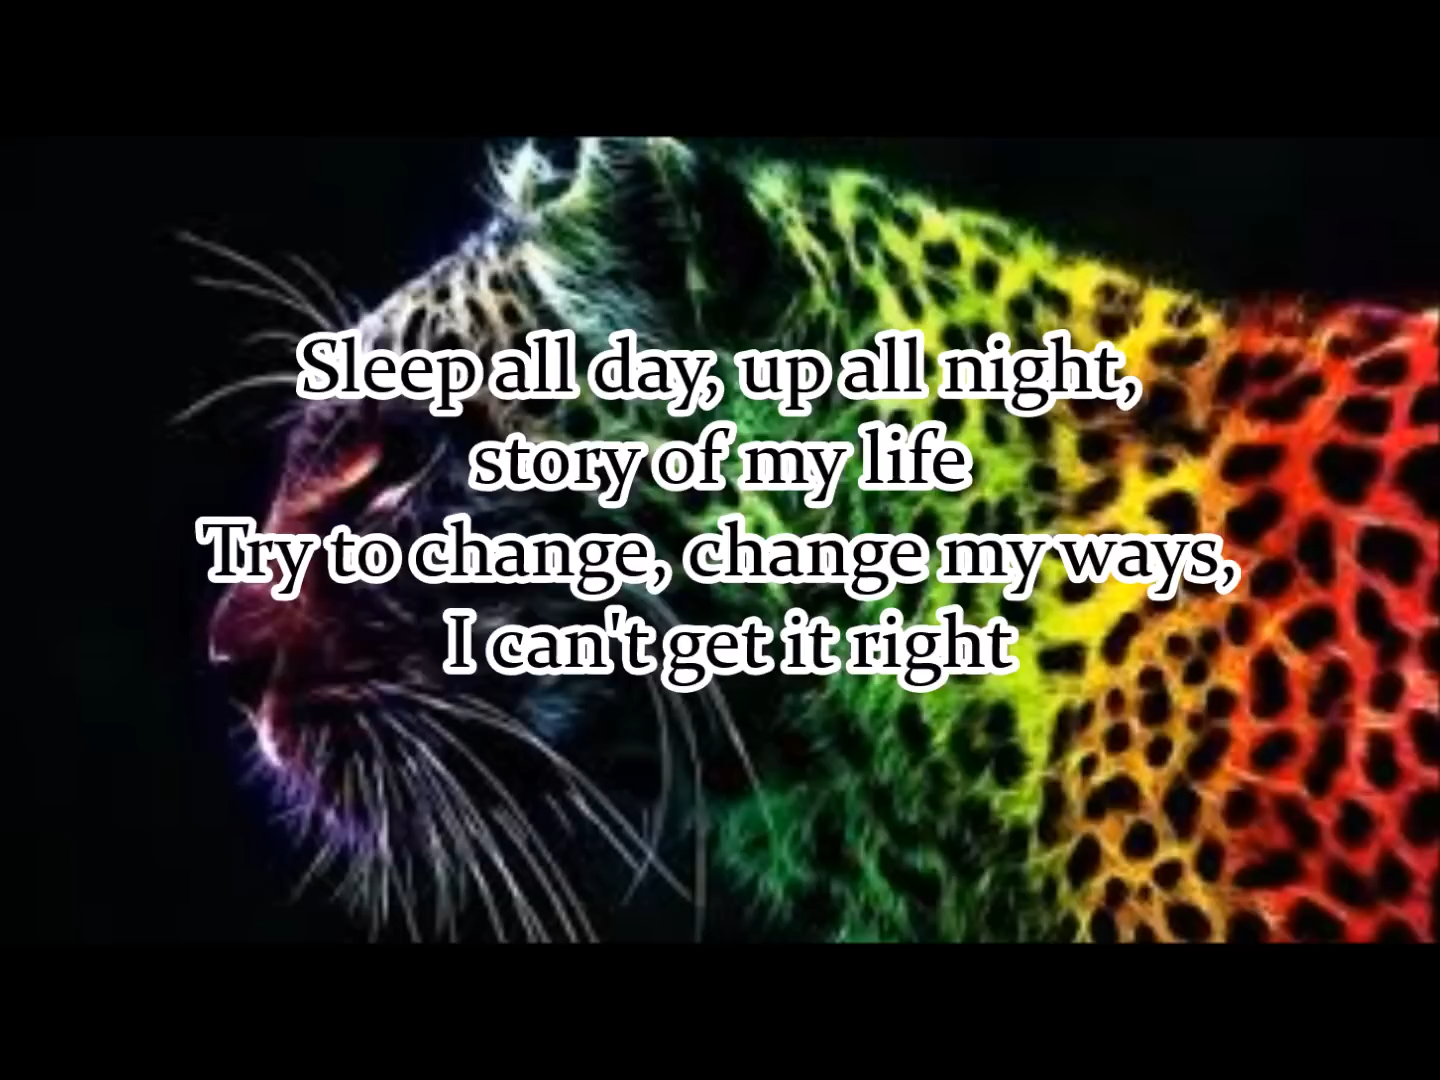 Sleep all day, up all night,
story of my life
Try to change, change my ways,
I can't get it right